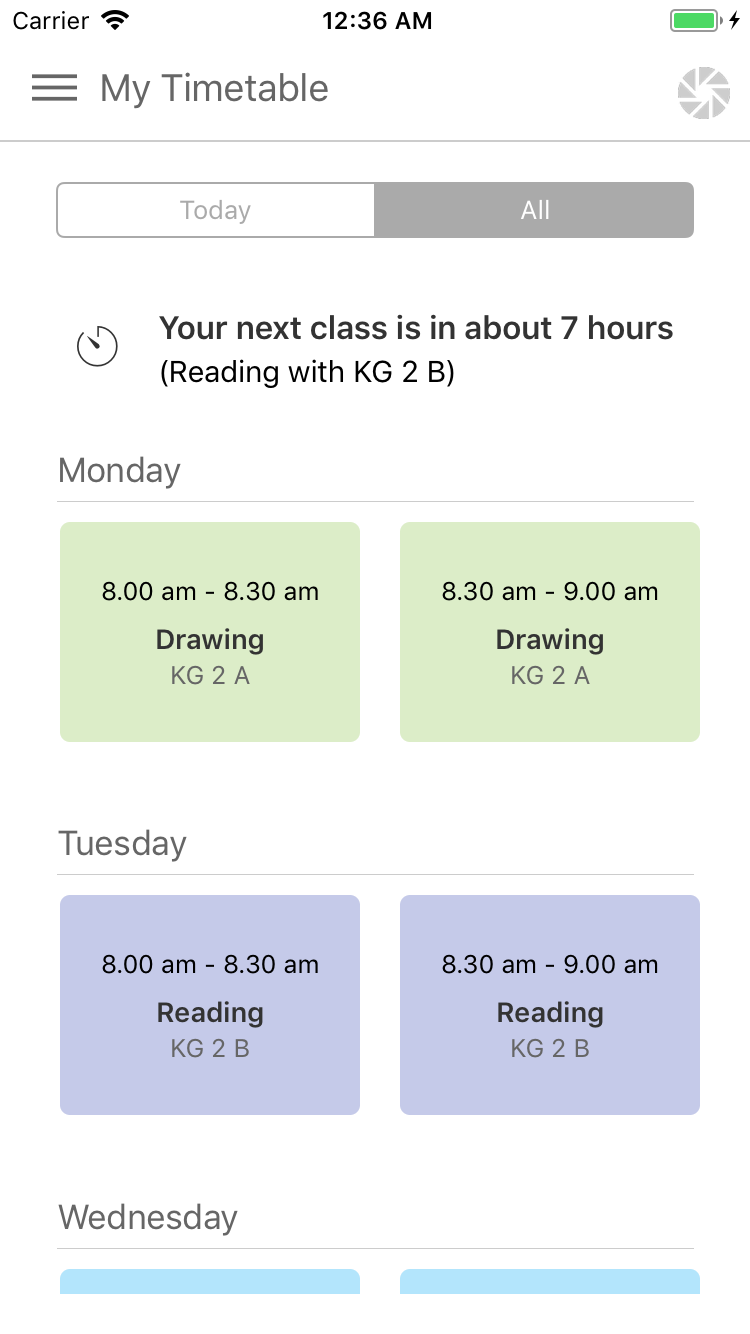 Carrier 12:36 AM
My Timetable
Today All
Your next class is in about 7 hours
(Reading with KG 2 B)
Monday
8.00 am - 8.30 am 8.30 am - 9.00 am
Drawing Drawing
KG 2 A KG 2 A
Tuesday
8.00 am - 8.30 am 8.30 am - 9.00 am
Reading Reading
KG 2 B KG 2 B
Wednesday